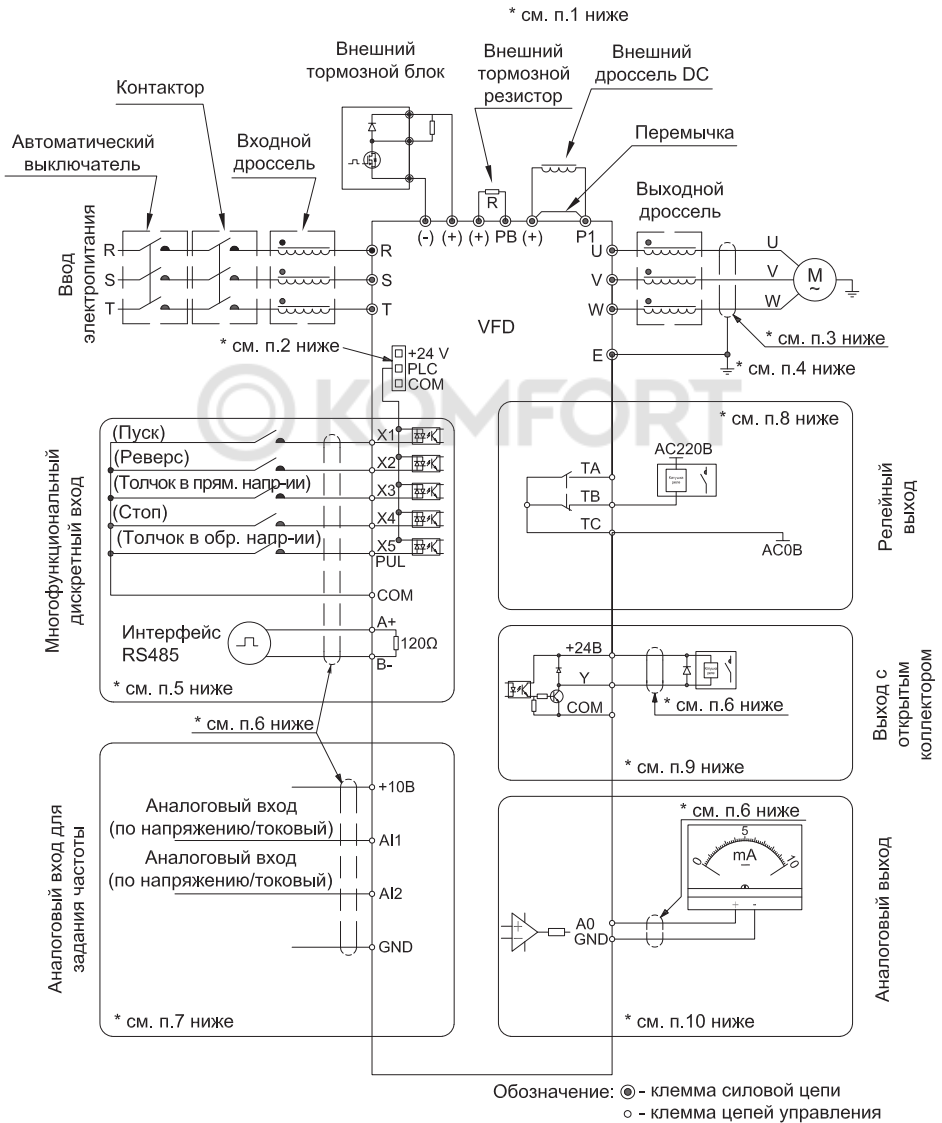 * см. п.1 ниже
Внешний
тормозной блок
Внешний
тормозной
резистор
Внешний
дроссель DC
Контактор
Перемычка
Автоматический
выключатель
Входной
дроссель
Выходной
дроссель
R
(-) (+) (+) PB (+) P1
Ввод
электропитания
R
S
T
R
S
T
U
V
W
U
V
W
M
~
VFD
E
* см. п.3 ниже
* см. п.4 ниже
* см. п.2 ниже
+24 V
PLC
COM
KOMFORT
Многофункциональный
дискретный вход
(Пуск)
X1
(Реверс)
X2
(Толчок в прям. напр-ии)
X3
(Стоп)
X4
(Толчок в обр. напр-ии)
X5
PUL
COM
Интерфейс
RS485
A+
120Ω
B-
* см. п.5 ниже
* см. п.6 ниже
* см. п.8 ниже
AC220В
TA
TB
TC
AC0В
Релейный
выход
+24В
Y
COM
* см. п.6 ниже
* см. п.9 ниже
Выход с
открытым
коллектором
Аналоговый вход для
задания частоты
+10В
Аналоговый вход
(по напряжению/токовый)
AI1
Аналоговый вход
(по напряжению/токовый)
AI2
GND
* см. п.7 ниже
* см. п.6 ниже
0 5 10
mA
+ -
A0
GND
* см. п.10 ниже
Аналоговый выход
Обозначение: - клемма силовой цепи
- клемма цепей управления